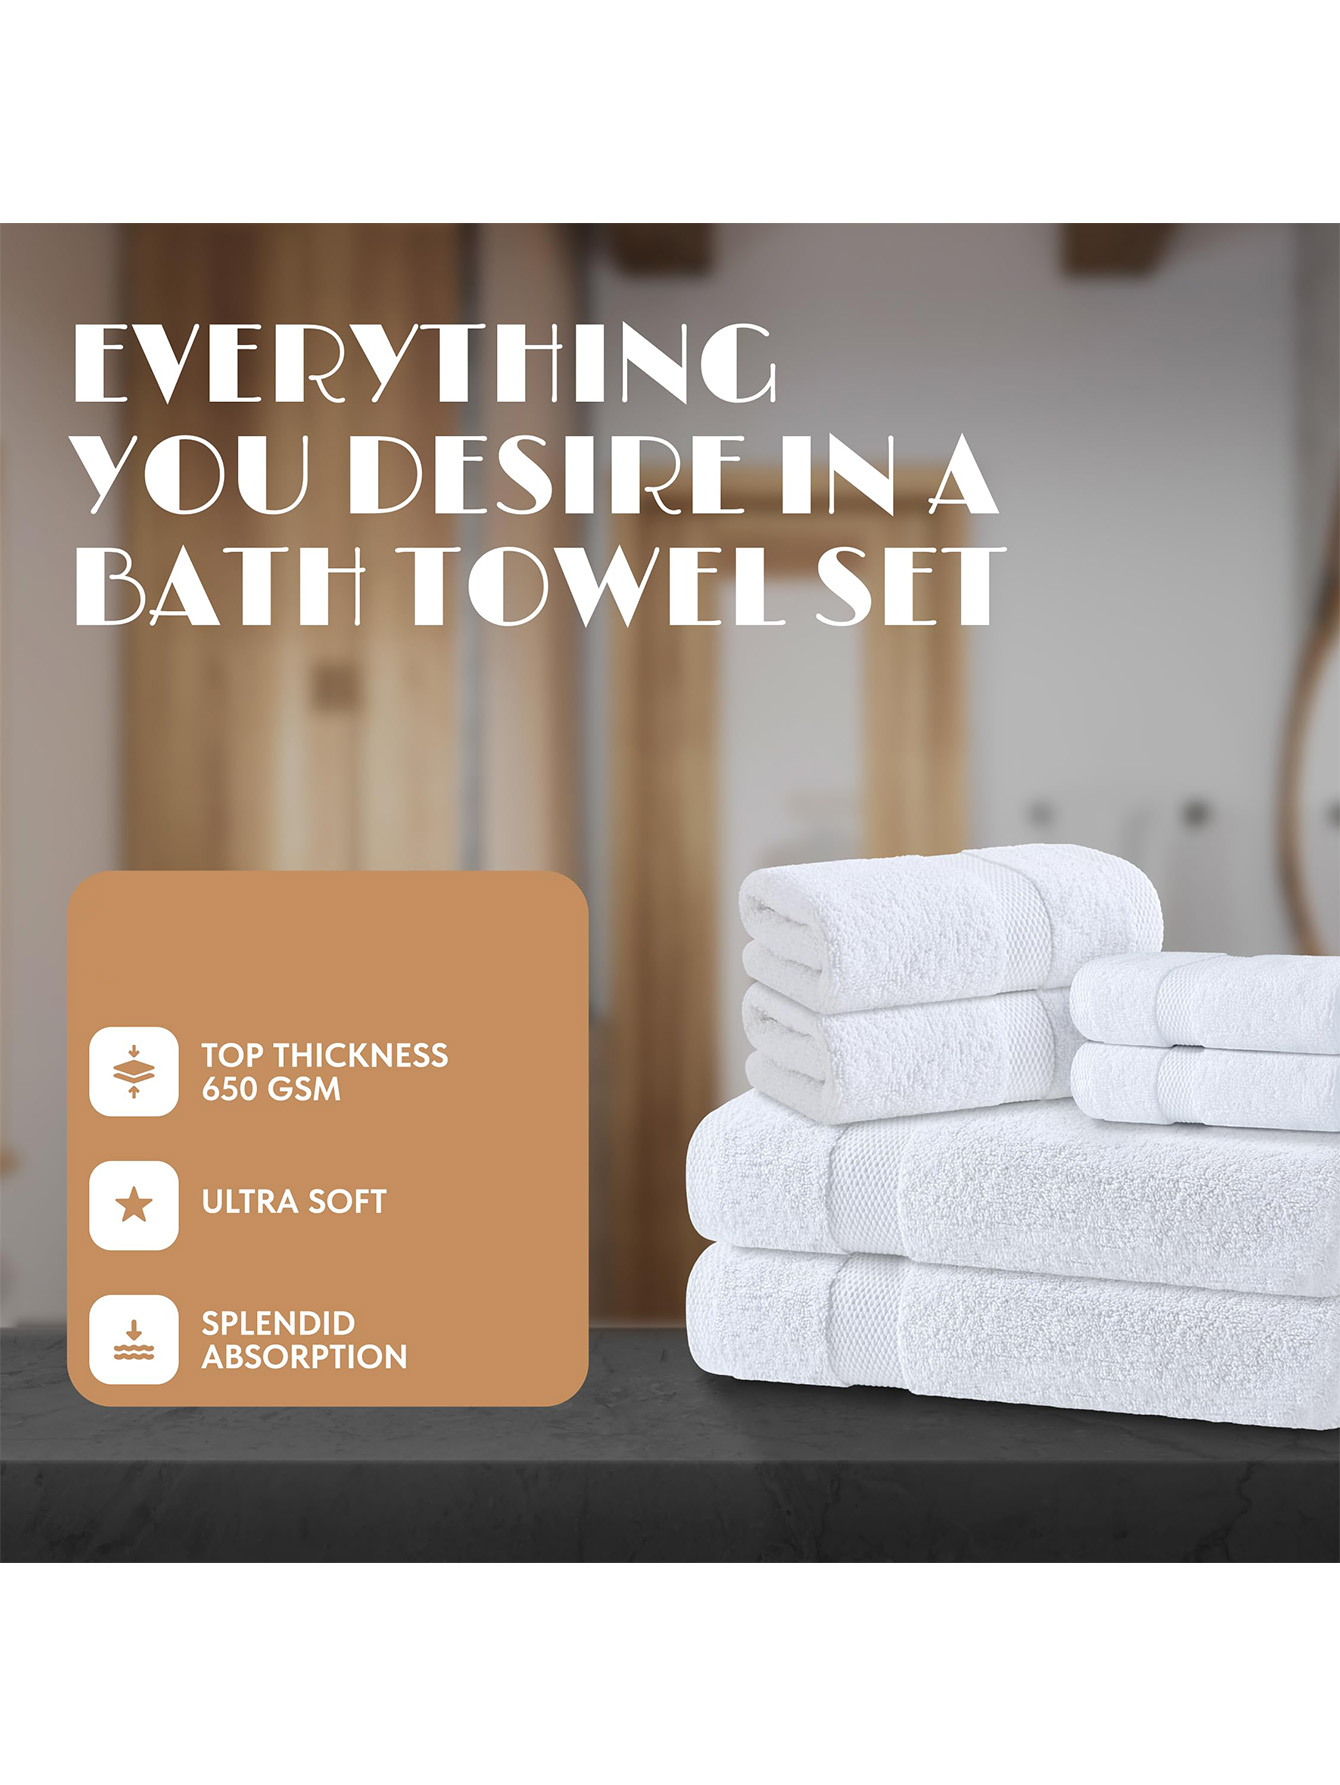 EVERYTHING
YOU DESIRE IN A
BATH TOWEL SET
TOP THICKNESS
650 GSM
ULTRA SOFT
SPLENDID
ABSORPTION